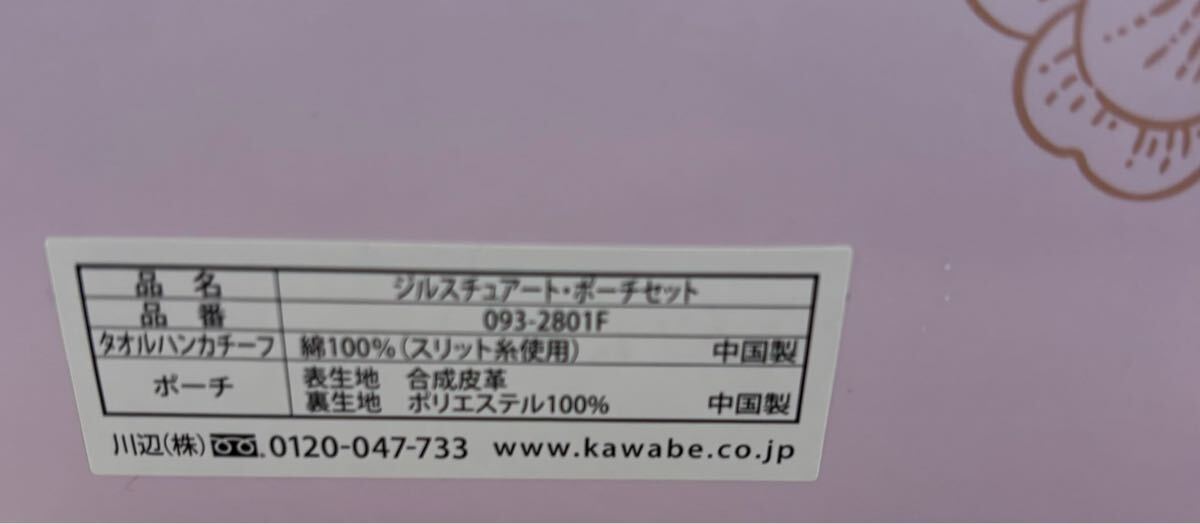 品名 ジルスチュアート・ポーチセット
品番 093-2801F
タオルハンカチーフ 綿100%(スリット糸使用) 中国製
ポーチ 表生地 合成皮革
裏生地 ポリエステル100% 中国製
川辺(株) 0120-047-733 www.kawabe.co.jp